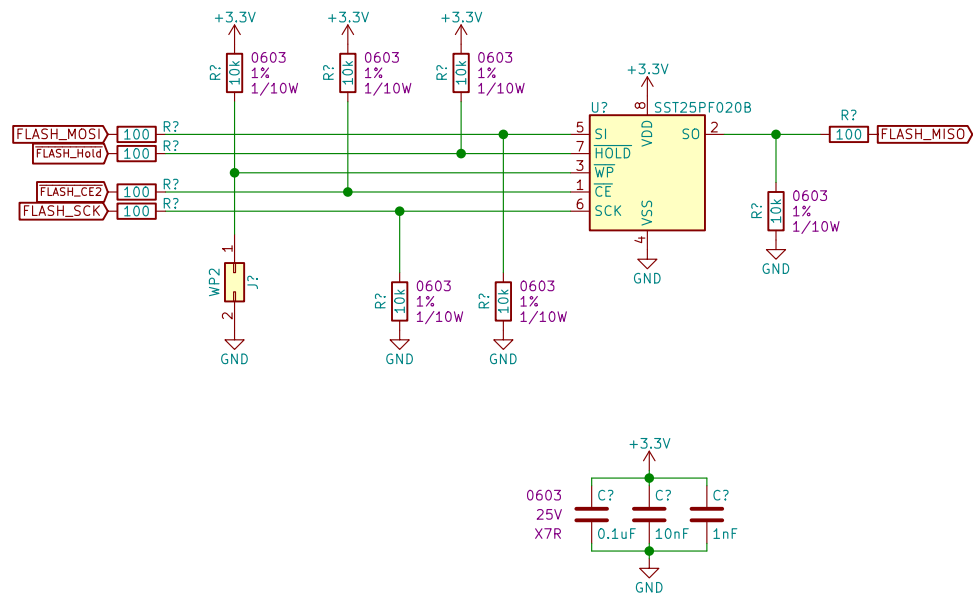 +3.3V
+3.3V
+3.3V
R?
10k
0603
1%
1/10W
R?
10k
0603
1%
1/10W
R?
10k
0603
1%
1/10W
+3.3V
U?
8
SST25PF020B
FLASH_MOSI
100
R?
FLASH_Hold
100
R?
FLASH_CE2
100
R?
FLASH_SCK
100
R?
5
SI
7
HOLD
3
WP
1
CE
6
SCK
VDD
VSS
SO
2
4
GND
R?
100
FLASH_MISO
R?
10k
0603
1%
1/10W
GND
1
WP2
J?
2
GND
R?
10k
0603
1%
1/10W
GND
R?
10k
0603
1%
1/10W
GND
+3.3V
0603
25V
X7R
C?
0.1uF
C?
10nF
C?
1nF
GND